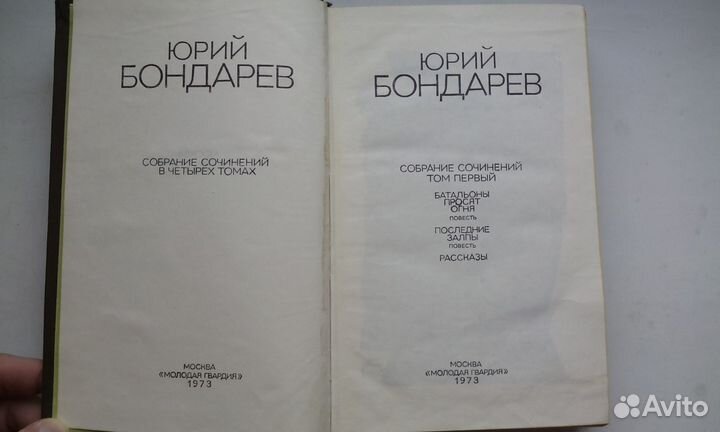 ЮРИЙ
БОНДАРЕВ
СОБРАНИЕ СОЧИНЕНИЙ
В ЧЕТЫРЕХ ТОМАХ
МОСКВА
«МОЛОДАЯ ГВАРДИЯ»
1973
ЮРИЙ
БОНДАРЕВ
СОБРАНИЕ СОЧИНЕНИЙ
ТОМ ПЕРВЫЙ
БАТАЛЬОНЫ
ПРОСЯТ
ОГНЯ
ПОВЕСТЬ
ПОСЛЕДНИЕ
ЗАЛПЫ
ПОВЕСТЬ
РАССКАЗЫ
МОСКВА
«МОЛОДАЯ ГВАРДИЯ»
1973
Avito